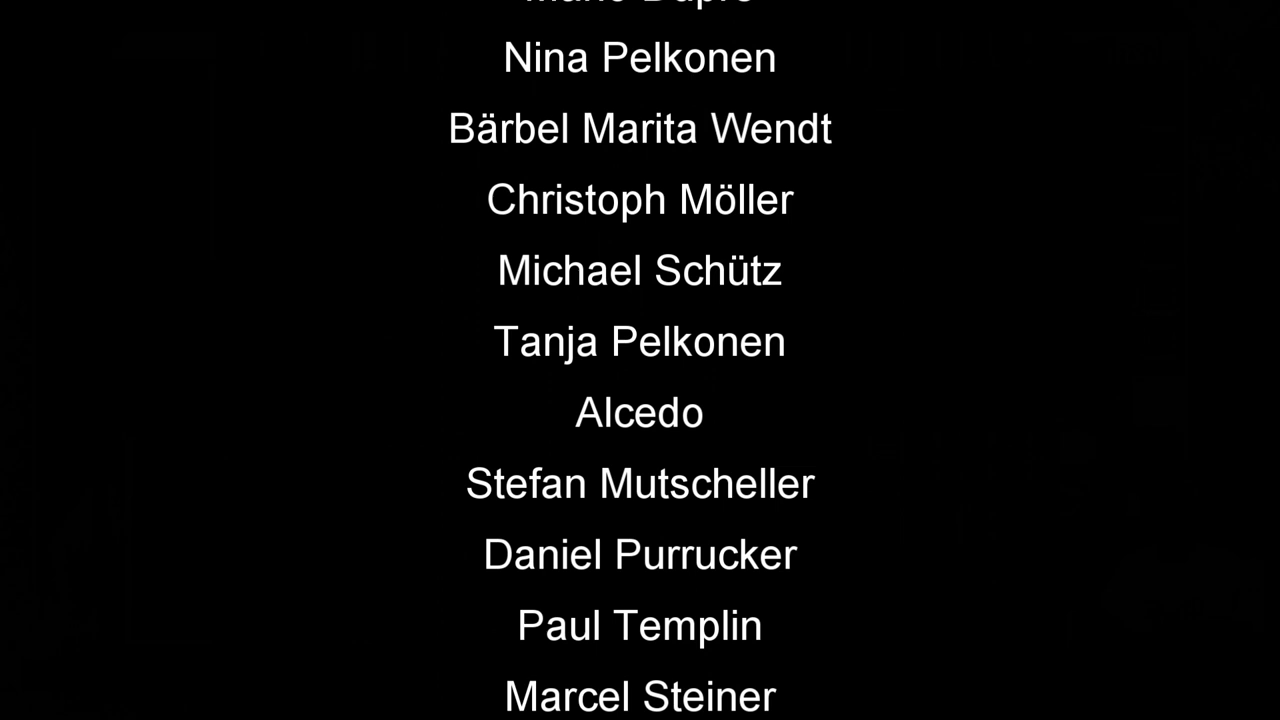 Nina Pelkonen
Bärbel Marita Wendt
Christoph Möller
Michael Schütz
Tanja Pelkonen
Alcedo
Stefan Mutscheller
Daniel Purrucker
Paul Templin
Marcel Steiner